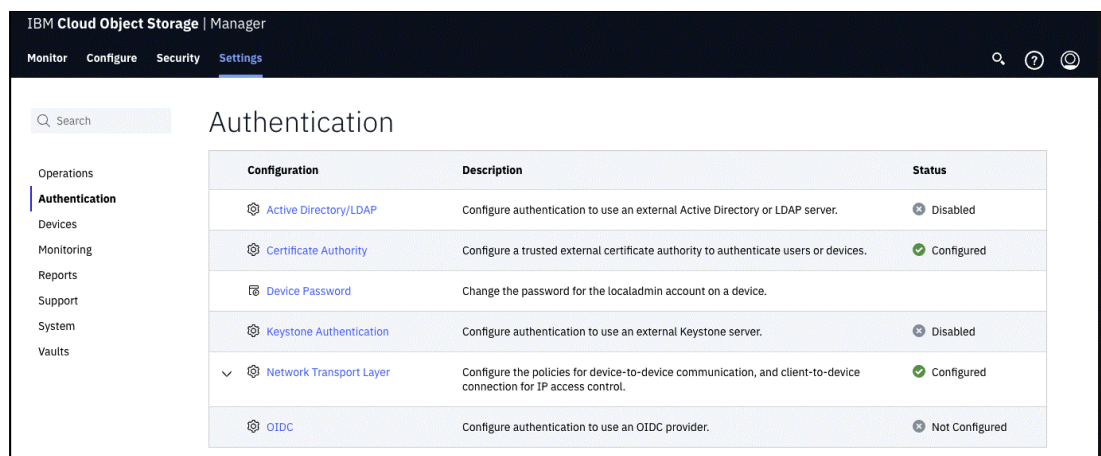 IBM Cloud Object Storage | Manager
Monitor Configure Security Settings
Search
Operations
Authentication
Devices
Monitoring
Reports
Support
System
Vaults
Authentication
Configuration Description Status
Active Directory/LDAP Configure authentication to use an external Active Directory or LDAP server. Disabled
Certificate Authority Configure a trusted external certificate authority to authenticate users or devices. Configured
Device Password Change the password for the localadmin account on a device.
Keystone Authentication Configure authentication to use an external Keystone server. Disabled
Network Transport Layer Configure the policies for device-to-device communication, and client-to-device Configured
connection for IP access control.
OIDC Configure authentication to use an OIDC provider. Not Configured